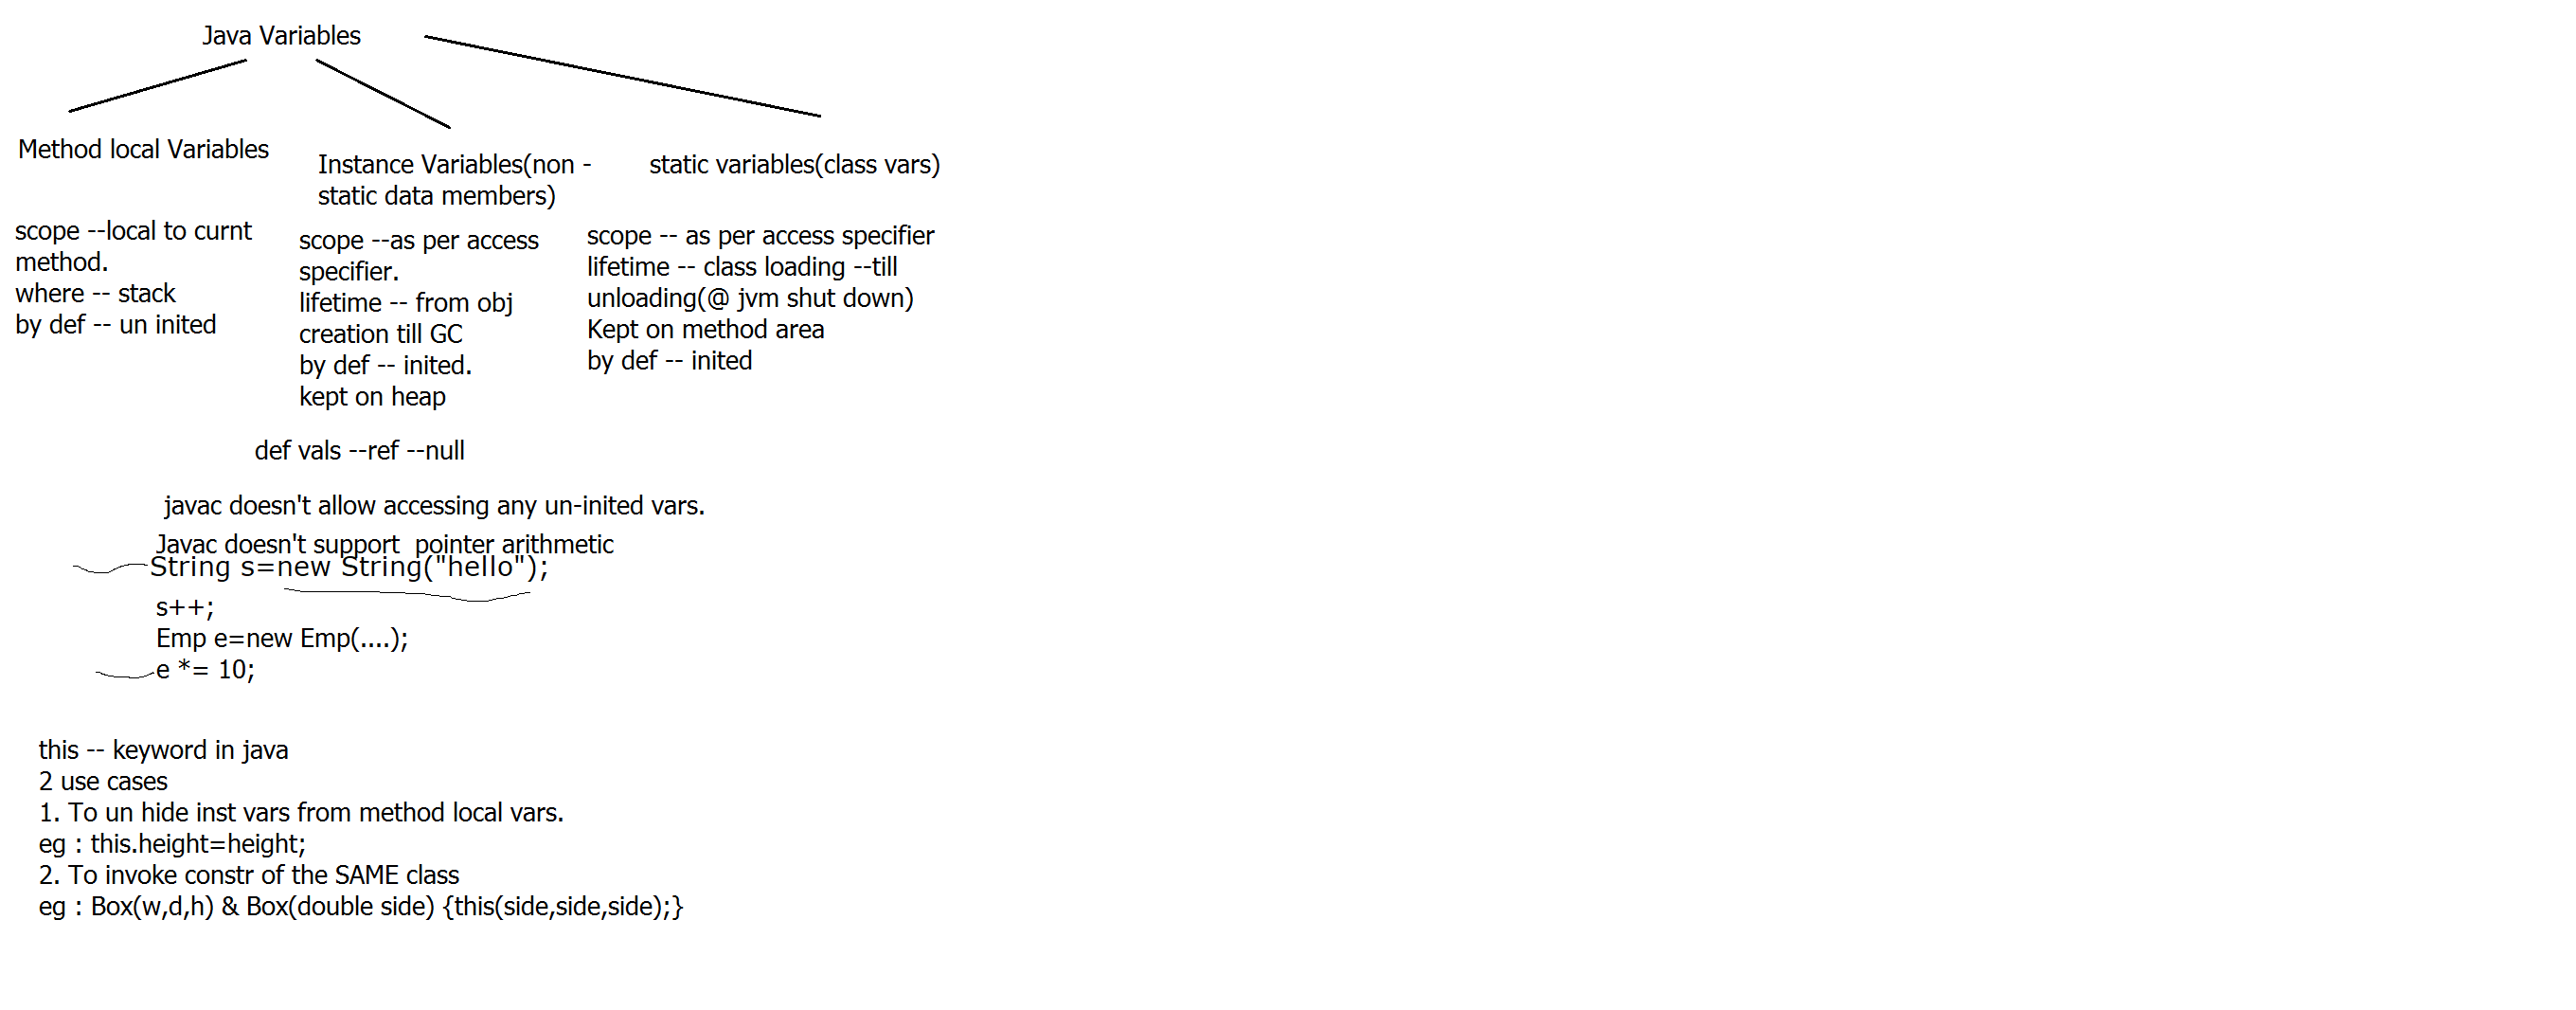 Java Variables
Method local Variables
scope --local to curnt
method.
where -- stack
by def -- un inited
Instance Variables(non -
static data members)
scope --as per access
specifier.
lifetime -- from obj
creation till GC
by def -- inited.
kept on heap
static variables(class vars)
scope -- as per access specifier
lifetime -- class loading --till
unloading(@ jvm shut down)
Kept on method area
by def -- inited
def vals --ref --null
javac doesn't allow accessing any un-inited vars.
Javac doesn't support  pointer arithmetic
String s=new String("hello");
s++;
Emp e=new Emp(....);
e *= 10;
this -- keyword in java
2 use cases
1. To un hide inst vars from method local vars.
eg : this.height=height;
2. To invoke constr of the SAME class
eg : Box(w,d,h) & Box(double side) {this(side,side,side);}